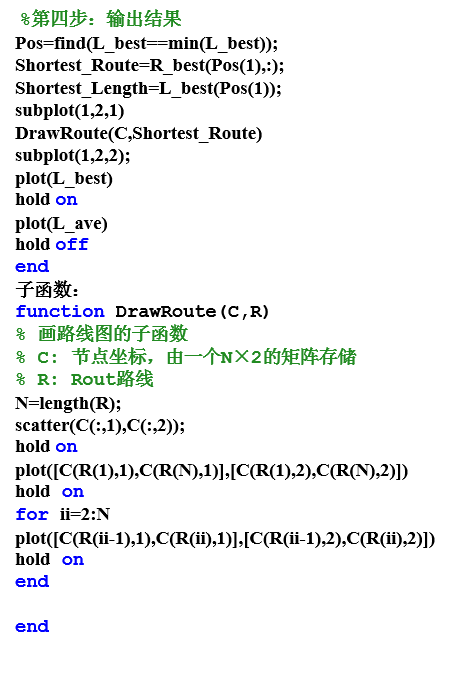 %第四步：输出结果
Pos=find(L_best==min(L_best));
Shortest_Route=R_best(Pos(1),:);
Shortest_Length=L_best(Pos(1));
subplot(1,2,1)
DrawRoute(C,Shortest_Route)
subplot(1,2,2);
plot(L_best)
hold on
plot(L_ave)
hold off
end
子函数：
function DrawRoute(C,R)
% 画路线图的子函数
% C: 节点坐标，由一个N×2的矩阵存储
% R: Rout路线
N=length(R);
scatter(C(:,1),C(:,2));
hold on
plot([C(R(1),1),C(R(N),1)],[C(R(1),2),C(R(N),2)])
hold on
for ii=2:N
plot([C(R(ii-1),1),C(R(ii),1)],[C(R(ii-1),2),C(R(ii),2)])
hold on
end
end